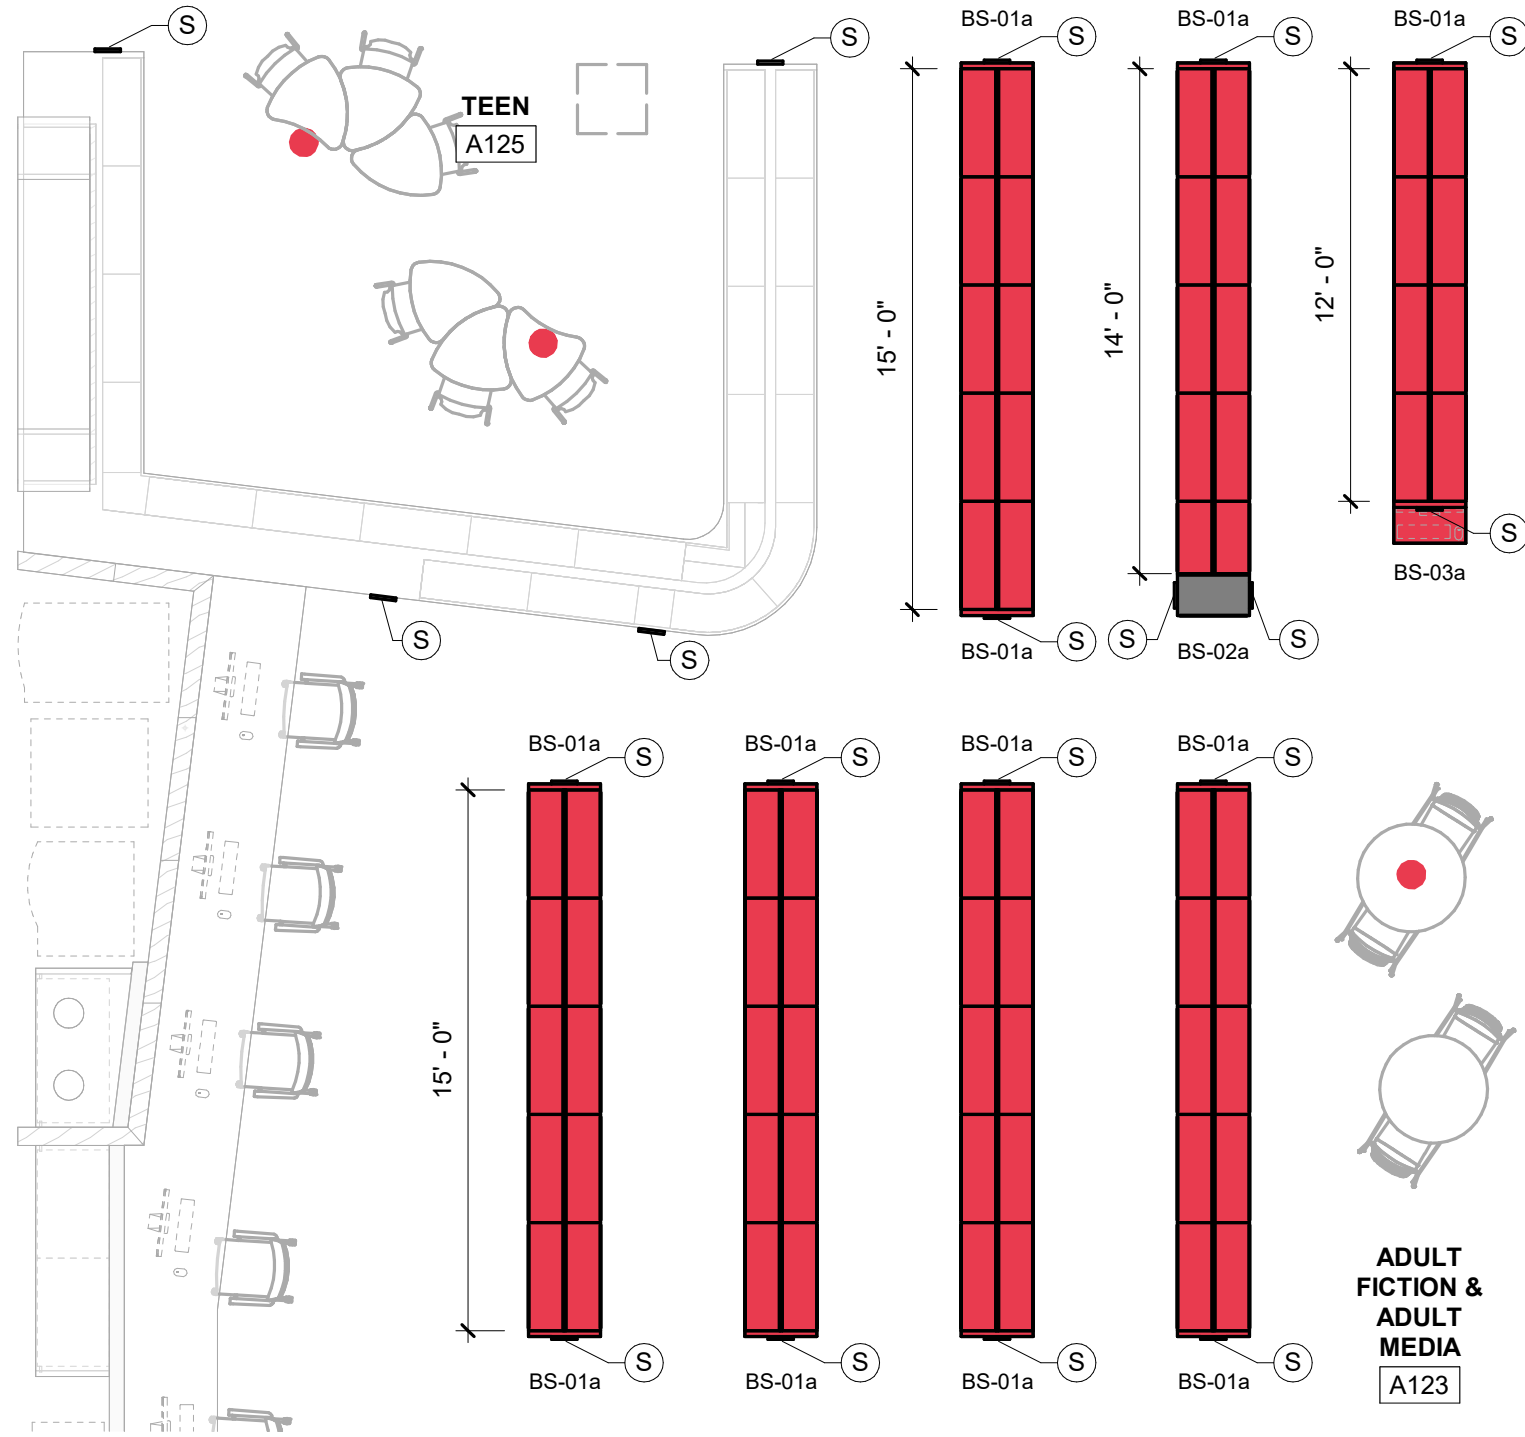 S
S
BS-01a
S
BS-01a
S
BS-01a
S
TEEN
A125
15' - 0"
14' - 0"
12' - 0"
S
BS-03a
S
S
BS-01a
S
S
BS-02a
S
BS-01a
S
BS-01a
S
BS-01a
S
BS-01a
S
15' - 0"
ADULT
FICTION &
ADULT
MEDIA
A123
BS-01a
S
BS-01a
S
BS-01a
S
BS-01a
S